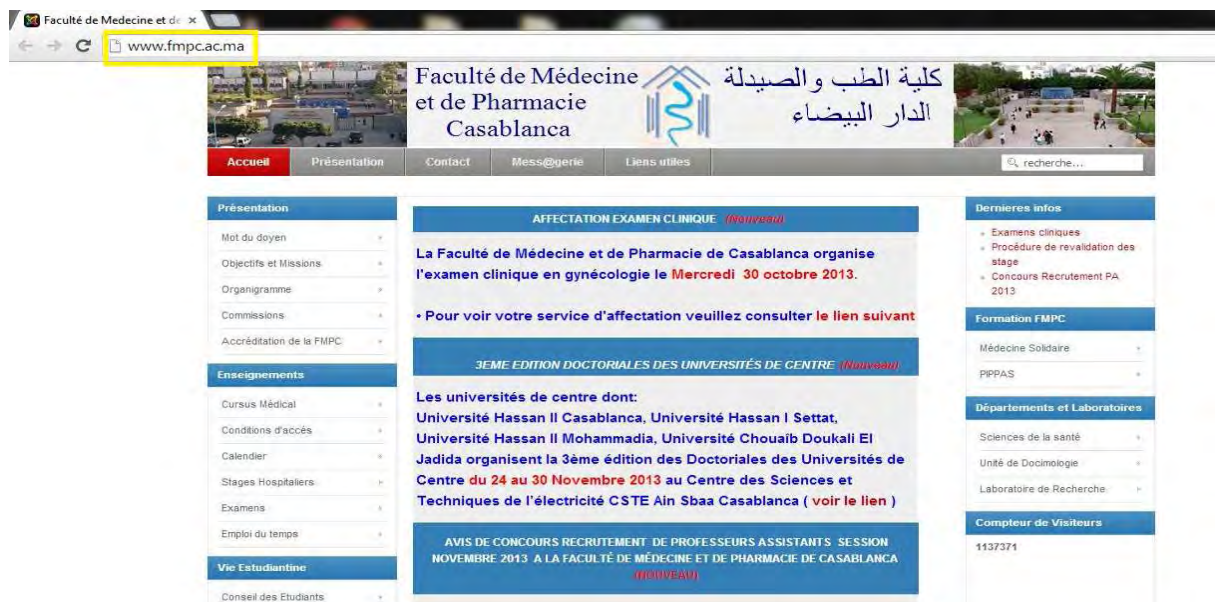 Faculté de Médecine et de
www.fmpc.ac.ma
Faculté de Médecine
et de Pharmacie
Casablanca
كلية الطب والصيدلة
الدار البيضاء
Accueil Présentation Contact Mess@gerie Liens utiles
recherche...
Présentation
Mot du doyen
Objectifs et Missions
Organigramme
Commissions
Accréditation de la FMPC
Enseignements
Cursus Médical
Conditions d'accés
Calendier
Stages Hospitaliers
Examens
Emploi du temps
Vie Estudiantine
Conseil des Etudiants
AFFECTATION EXAMEN CLINIQUE (Nouveau)
La Faculté de Médecine et de Pharmacie de Casablanca organise
l'examen clinique en gynécologie le Mercredi 30 octobre 2013.
• Pour voir votre service d'affectation veuillez consulter le lien suivant
3EME EDITION DOCTORIALES DES UNIVERSITÉS DE CENTRE (Nouveau)
Les universités de centre dont:
Université Hassan II Casablanca, Université Hassan I Settat,
Université Hassan II Mohammadia, Université Chouaïb Doukali El
Jadida organisent la 3ème édition des Doctoriales des Universités de
Centre du 24 au 30 Novembre 2013 au Centre des Sciences et
Techniques de l'électricité CSTE Ain Sbaa Casablanca ( voir le lien )
AVIS DE CONCOURS RECRUTEMENT DE PROFESSEURS ASSISTANTS SESSION
NOVEMBRE 2013 A LA FACULTÉ DE MÉDECINE ET DE PHARMACIE DE CASABLANCA
(NOUVEAU)
Dernieres infos
Examens cliniques
Procédure de revalidation des
stage
Concours Recrutement PA
2013
Formation FMPC
Médecine Solidaire
PIPPAS
Départements et Laboratoires
Sciences de la santé
Unité de Docimologie
Laboratoire de Recherche
Compteur de Visiteurs
1137371